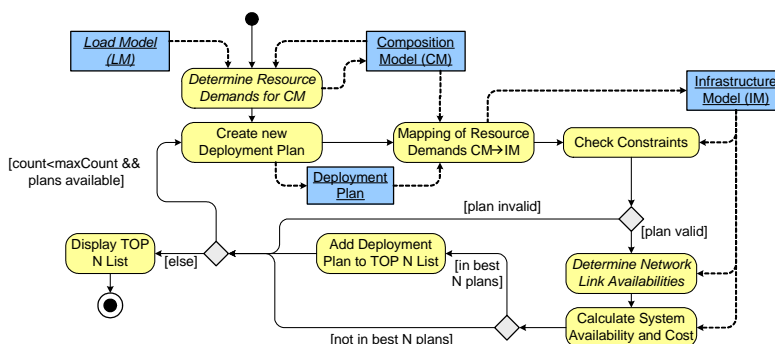 Load Model
(LM)
Composition
Model (CM)
Determine Resource
Demands for CM
Infrastructure
Model (IM)
Create new
Deployment Plan
Mapping of Resource
Demands CM→IM
Check Constraints
[count<maxCount &&
plans available]
Deployment
Plan
[plan invalid]
[plan valid]
Display TOP
N List
[else]
Add Deployment
Plan to TOP N List
[in best
N plans]
Determine Network
Link Availabilities
Calculate System
Availability and Cost
[not in best N plans]